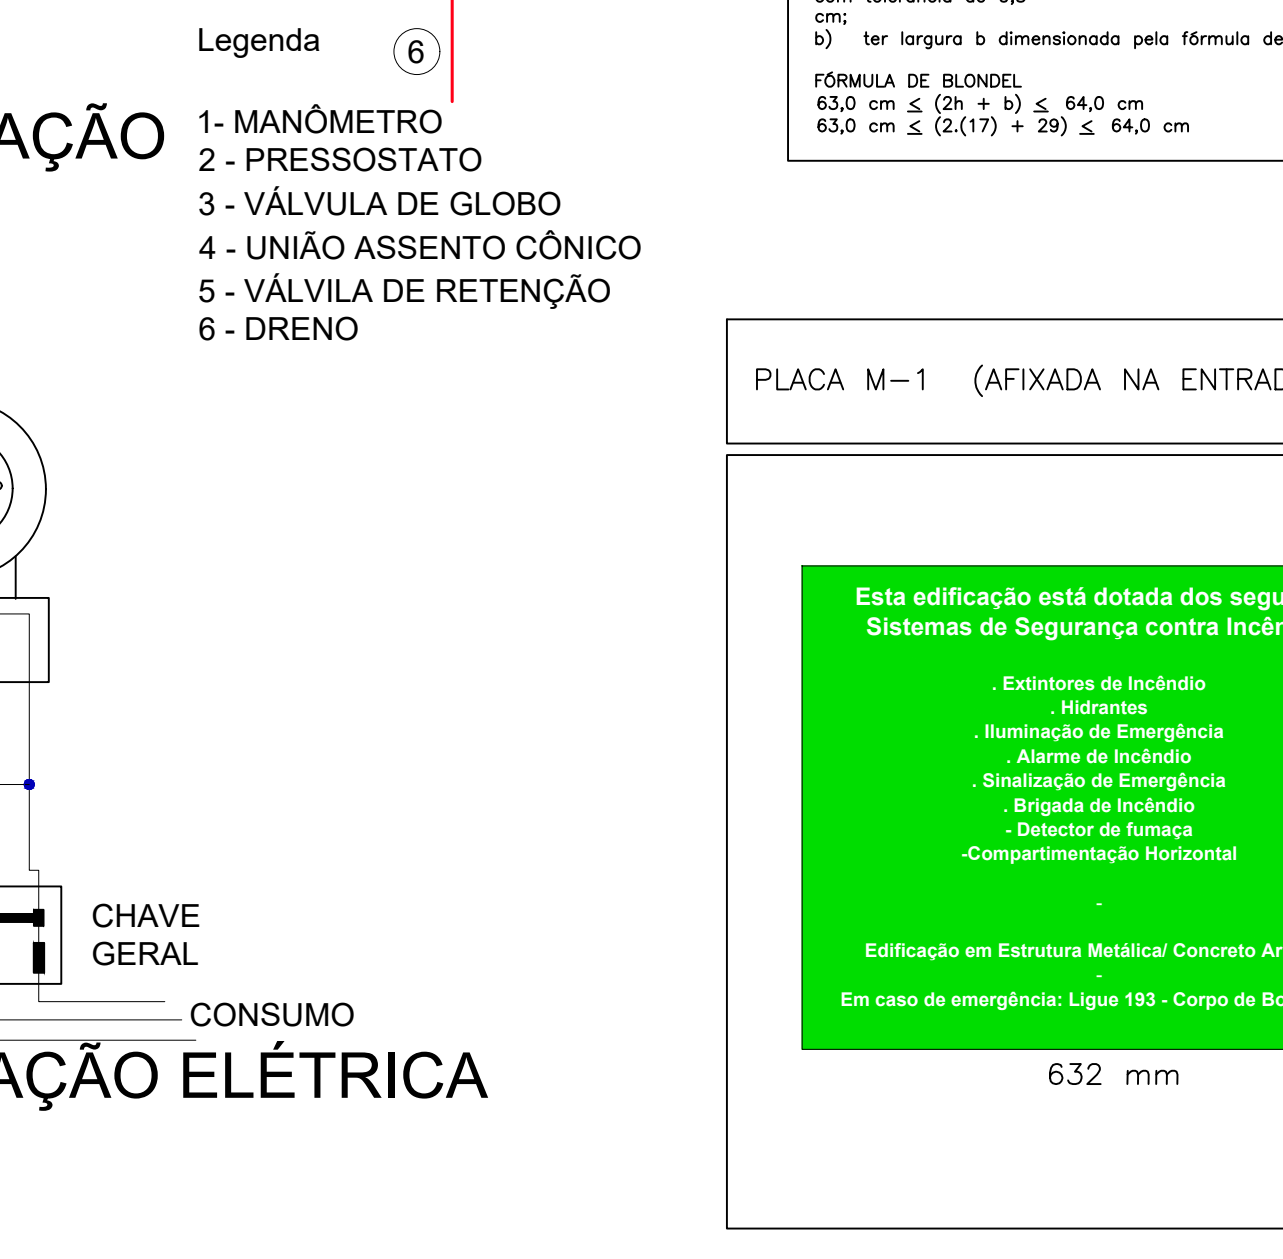 Legenda
6
AÇÃO
1- MANÔMETRO
2 - PRESSOSTATO
3 - VÁLVULA DE GLOBO
4 - UNIÃO ASSENTO CÔNICO
5 - VÁLVILA DE RETENÇÃO
6 - DRENO
CHAVE
GERAL
CONSUMO
AÇÃO ELÉTRICA
cm;
b) ter largura b dimensionada pela fórmula de
FÓRMULA DE BLONDEL
63,0 cm ≤ (2h + b) ≤ 64,0 cm
63,0 cm ≤ (2.(17) + 29) ≤ 64,0 cm
PLACA M-1 (AFIXADA NA ENTRAD
Esta edificação está dotada dos segu
Sistemas de Segurança contra Incên
. Extintores de Incêndio
. Hidrantes
. Iluminação de Emergência
. Alarme de Incêndio
. Sinalização de Emergência
. Brigada de Incêndio
- Detector de fumaça
-Compartimentação Horizontal
-
Edificação em Estrutura Metálica/ Concreto Ar
-
Em caso de emergência: Ligue 193 - Corpo de Bo
632 mm